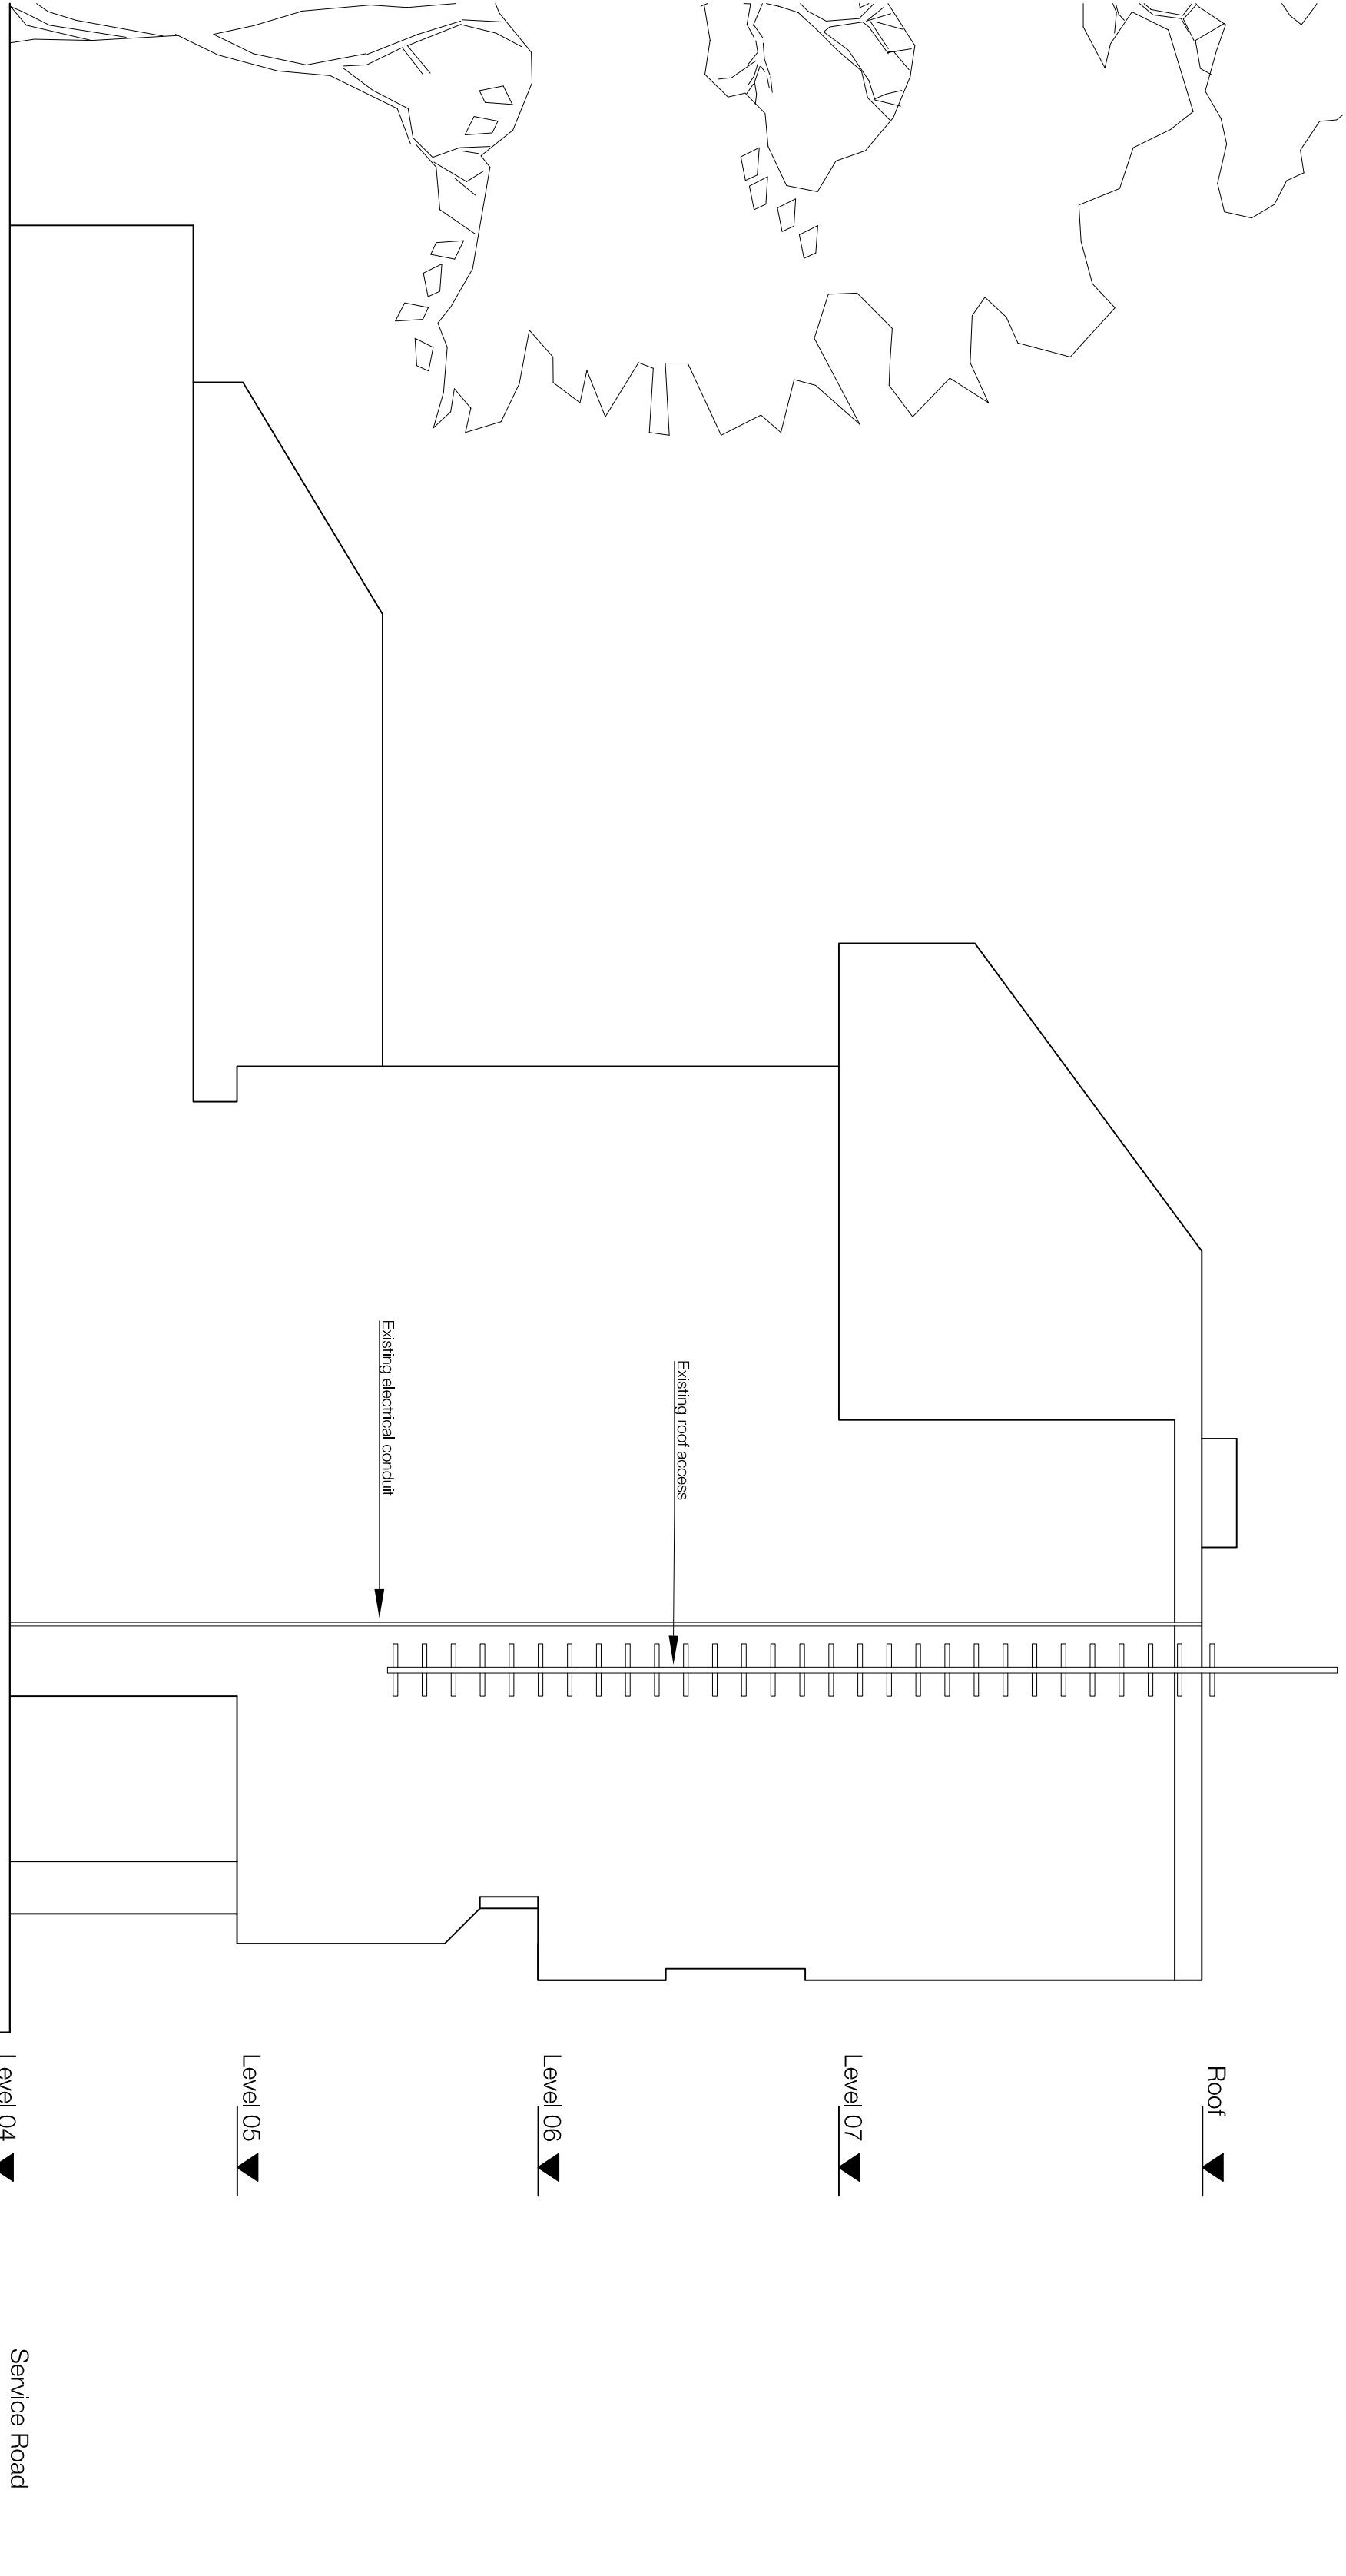 Roof
Level 07
Existing roof access
Level 06
Existing electrical conduit
Level 05
Level 04
Service Road